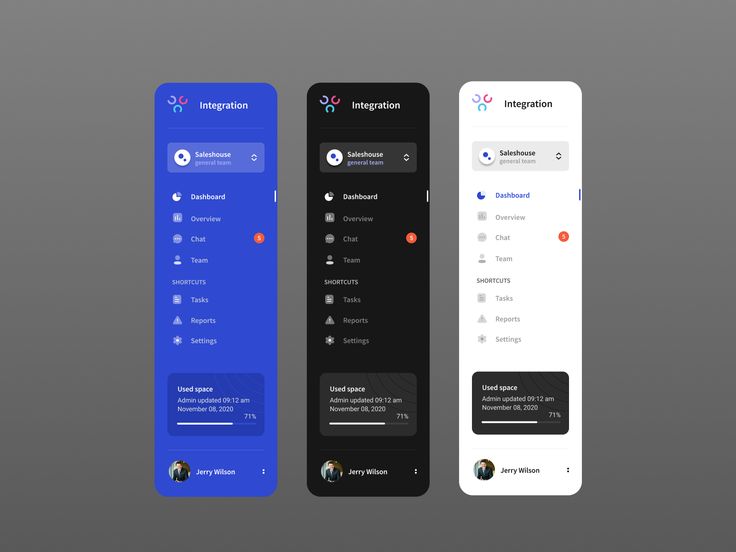 Integration
Saleshouse
general team
Dashboard
Overview
Chat
5
Team
SHORTCUTS
Tasks
Reports
Settings
Used space
Admin updated 09:12 am
November 08, 2020
71%
Jerry Wilson
Integration
Saleshouse
general team
Dashboard
Overview
Chat
5
Team
SHORTCUTS
Tasks
Reports
Settings
Used space
Admin updated 09:12 am
November 08, 2020
71%
Jerry Wilson
Integration
Saleshouse
general team
Dashboard
Overview
Chat
5
Team
SHORTCUTS
Tasks
Reports
Settings
Used space
Admin updated 09:12 am
November 08, 2020
71%
Jerry Wilson